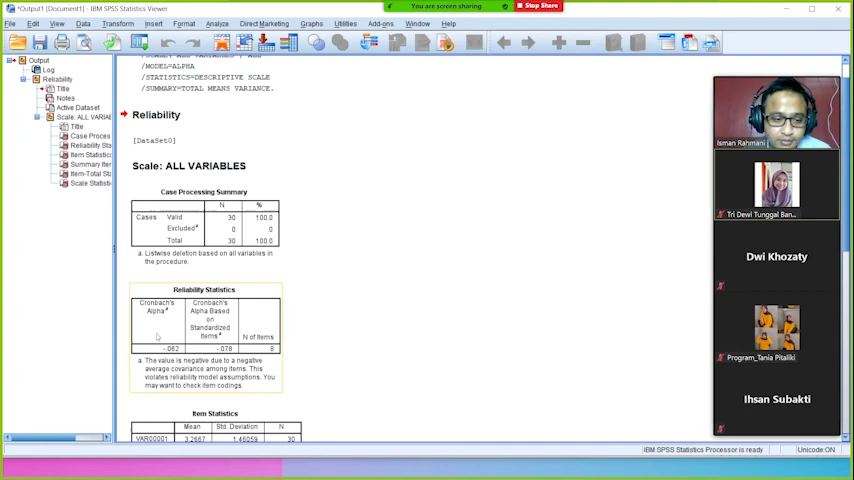 *Output1 [Document1] - IBM SPSS Statistics Viewer
You are screen sharing
Stop Share
File Edit View Data Transform Insert Format Analyze Direct Marketing Graphs Utilities Add-ons Window Help
Output
Log
Reliability
Title
Notes
Active Dataset
Scale: ALL VARIA
Title
Case Proces
Reliability Sta
Item Statistics
Summary Iter
Item-Total Sta
Scale Statisti
/MODEL=ALPHA
/STATISTICS=DESCRIPTIVE SCALE
/SUMMARY=TOTAL MEANS VARIANCE.
Reliability
[DataSet0]
Scale: ALL VARIABLES
Case Processing Summary
N %
Cases Valid 30 100.0
Excluded a 0 .0
Total 30 100.0
a. Listwise deletion based on all variables in
the procedure.
Reliability Statistics
Cronbach's
Alpha a
Cronbach's
Alpha Based
on
Standardized
Items a
N of Items
-.062 -.078 8
a. The value is negative due to a negative
average covariance among items. This
violates reliability model assumptions. You
may want to check item codings.
Item Statistics
Mean Std. Deviation N
VAR00001 3.2667 1.46059 30
Isman Rahmani
Tri Dewi Tunggal Ban...
Dwi Khozaty
Program_Tania Pitaliki
Ihsan Subakti
IBM SPSS Statistics Processor is ready
Unicode:ON